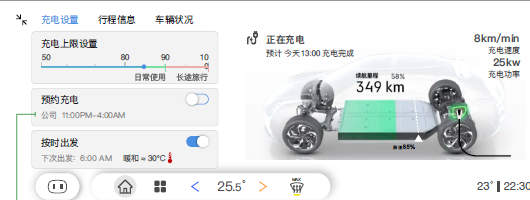 充电设置 行程信息 车辆状况
充电上限设置
50 80 90 100
日常使用 长途旅行
预约充电
公司 11:00PM-4:00AM
按时出发
下次出发: 6:00 AM 暖和 ≈ 30°C
正在充电
预计 今天13:00 充电完成
8km/min
充电速度
25kw
充电功率
续航里程 58%
349 km
85%
25.5°
MAX
23° 22:30